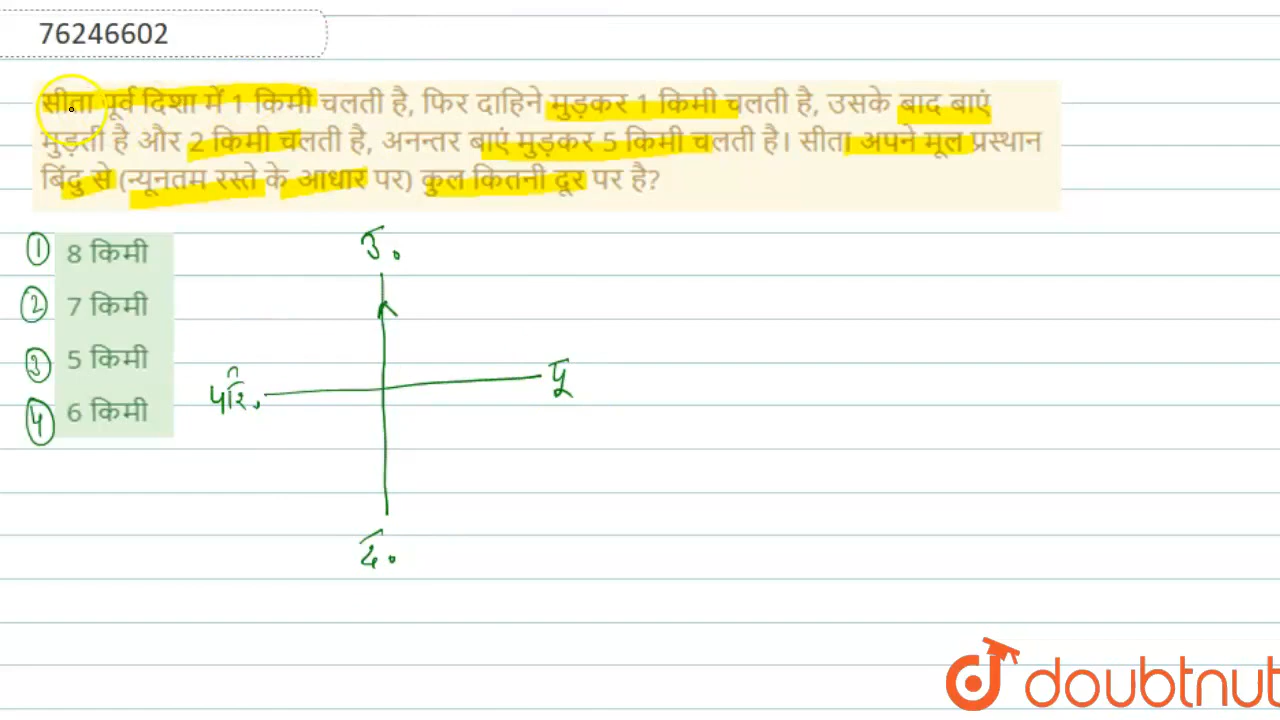 76246602
सीता पूर्व दिशा में 1 किमी चलती है, फिर दाहिने मुड़कर 1 किमी चलती है, उसके बाद बाएं
मुड़ती है और 2 किमी चलती है, अनन्तर बाएं मुड़कर 5 किमी चलती है। सीता अपने मूल प्रस्थान
बिंदु से (न्यूनतम रस्ते के आधार पर) कुल कितनी दूर पर है?
1 8 किमी
2 7 किमी
3 5 किमी
4 6 किमी
उ.
पश्चि.
पू
द.
doubtnut